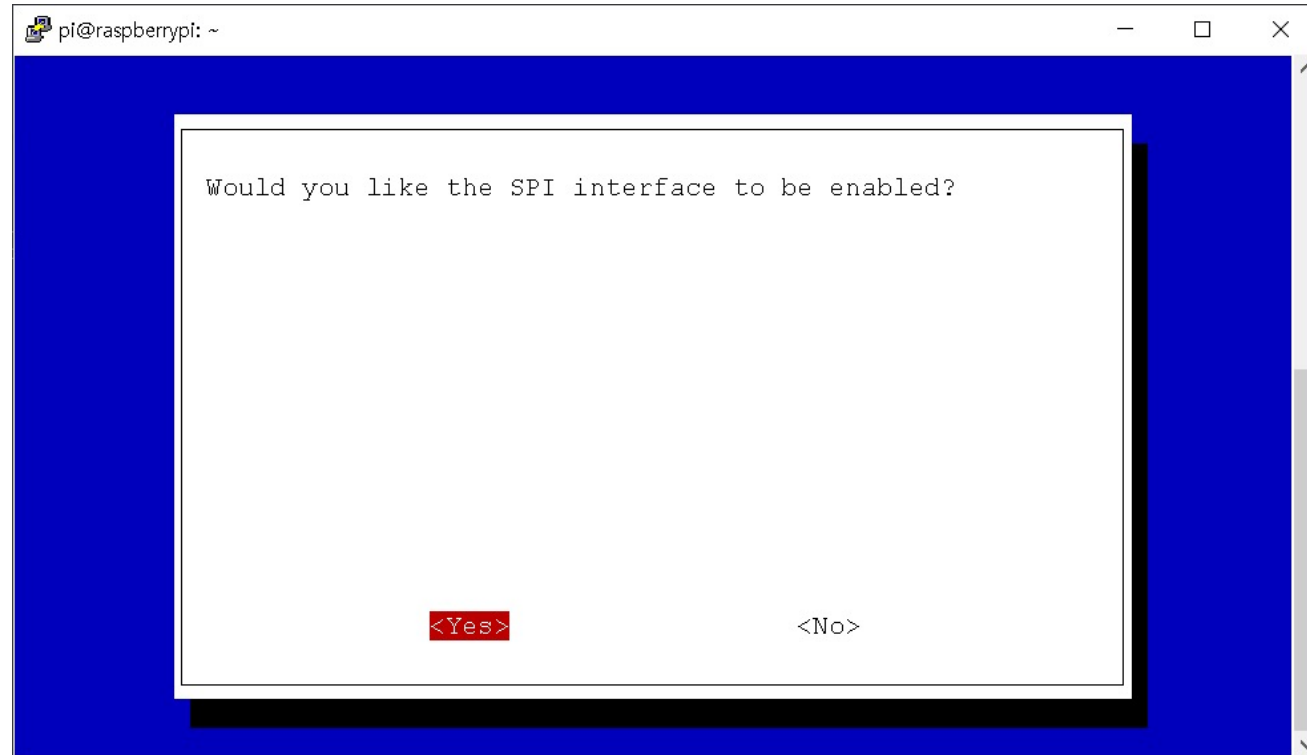 pi@raspberrypi: ~
Would you like the SPI interface to be enabled?
<Yes> <No>